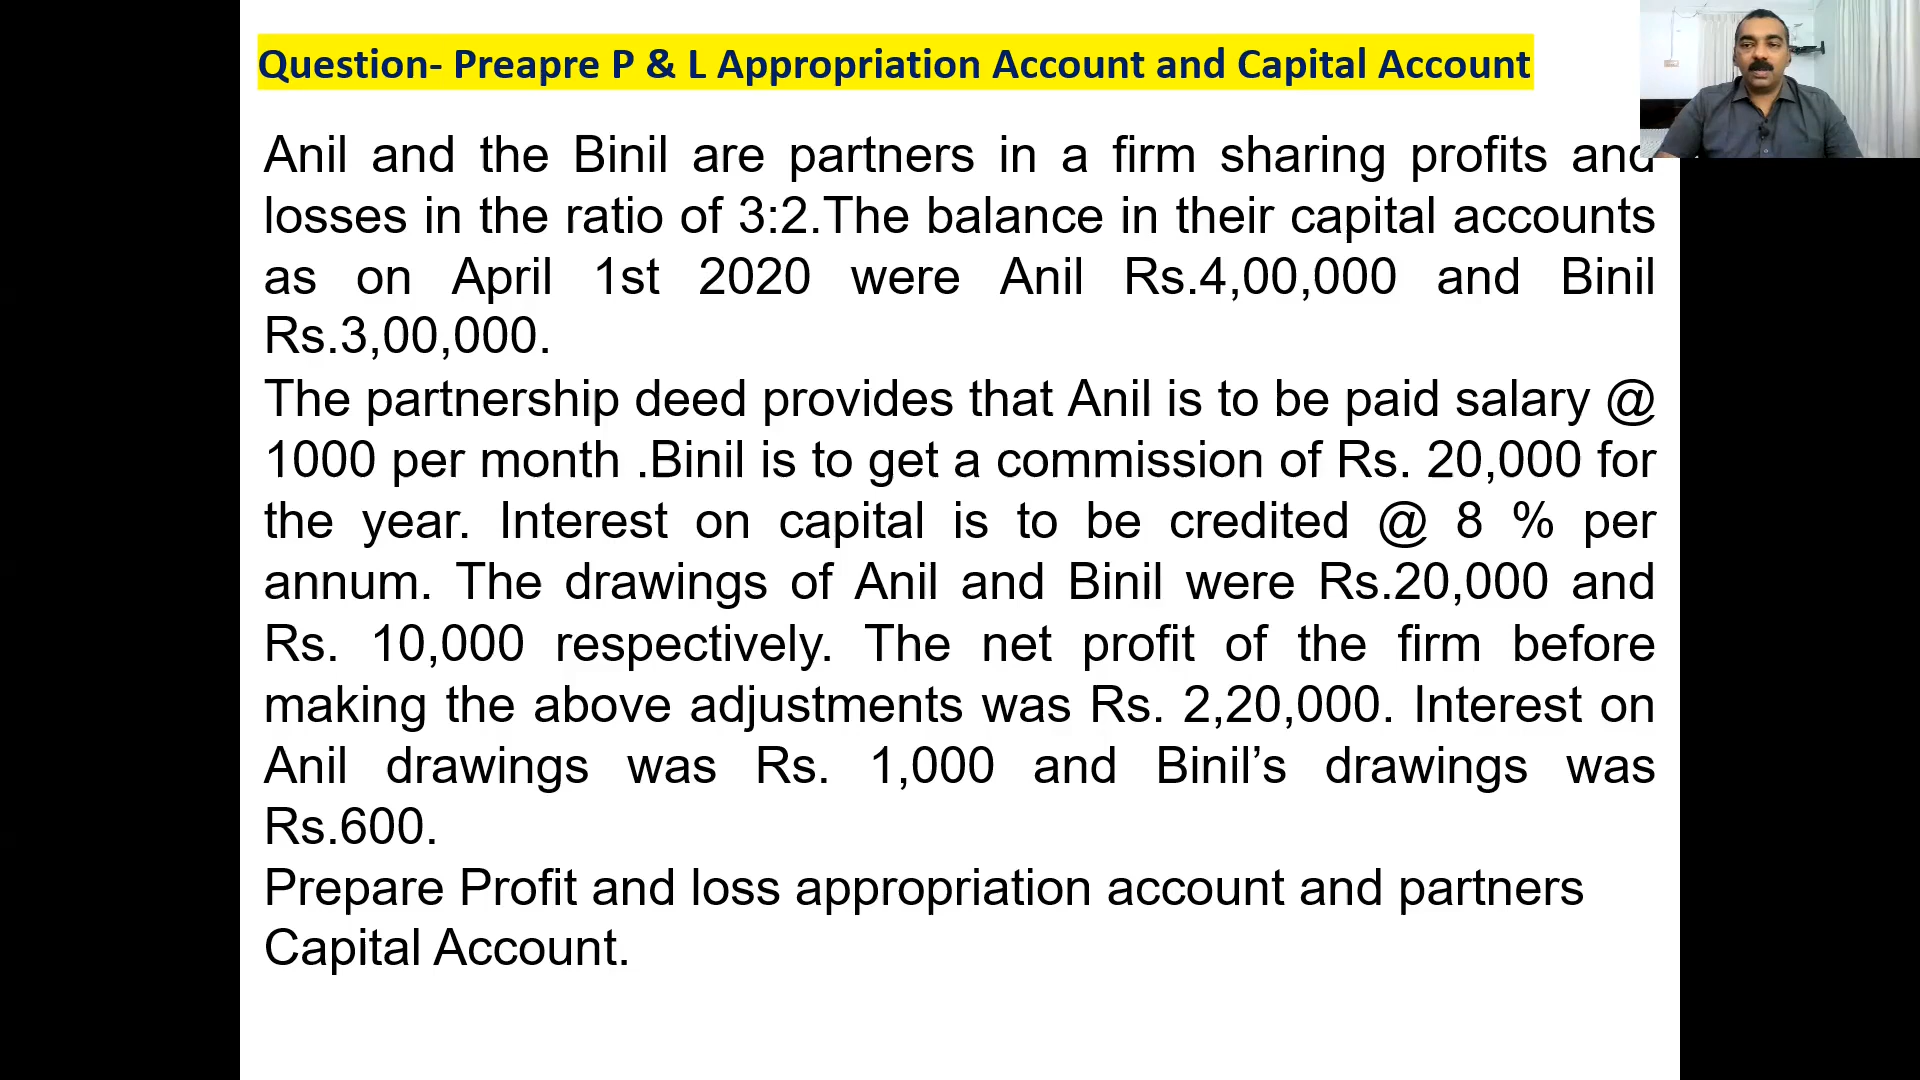 Question- Preapre P & L Appropriation Account and Capital Account
Anil and the Binil are partners in a firm sharing profits and
losses in the ratio of 3:2.The balance in their capital accounts
as on April 1st 2020 were Anil Rs.4,00,000 and Binil
Rs.3,00,000.
The partnership deed provides that Anil is to be paid salary @
1000 per month .Binil is to get a commission of Rs. 20,000 for
the year. Interest on capital is to be credited @ 8 % per
annum. The drawings of Anil and Binil were Rs.20,000 and
Rs. 10,000 respectively. The net profit of the firm before
making the above adjustments was Rs. 2,20,000. Interest on
Anil drawings was Rs. 1,000 and Binil’s drawings was
Rs.600.
Prepare Profit and loss appropriation account and partners
Capital Account.